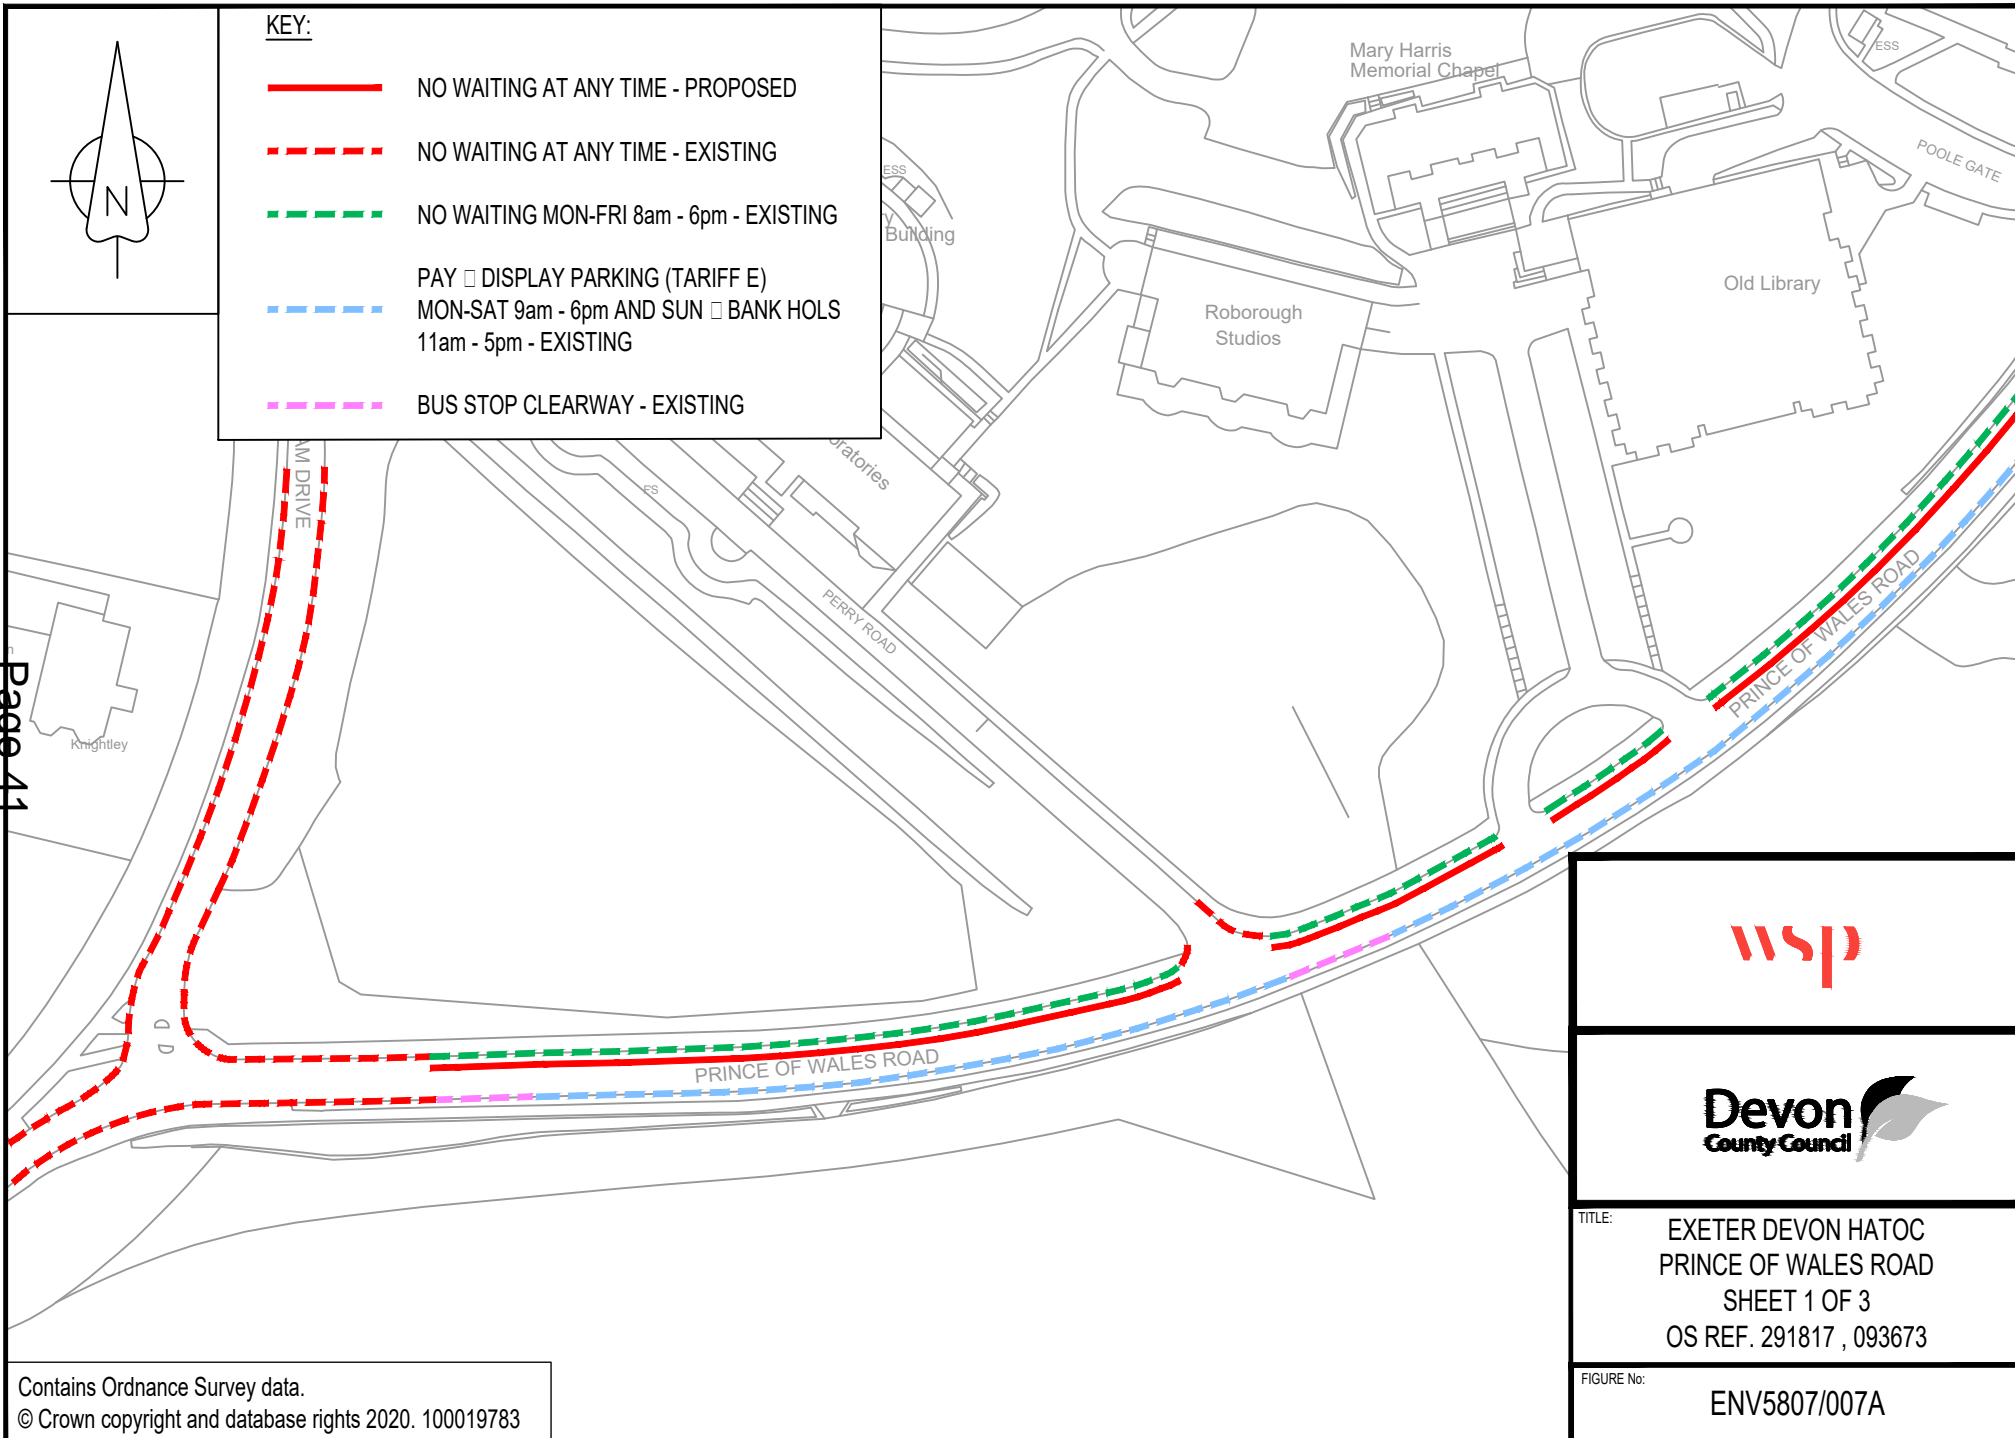 KEY:
NO WAITING AT ANY TIME - PROPOSED
NO WAITING AT ANY TIME - EXISTING
NO WAITING MON-FRI 8am - 6pm - EXISTING
PAY □ DISPLAY PARKING (TARIFF E)
MON-SAT 9am - 6pm AND SUN □ BANK HOLS
11am - 5pm - EXISTING
BUS STOP CLEARWAY - EXISTING
N
Mary Harris
Memorial Chapel
ESS
POOLE GATE
ESS
y
Building
Roborough
Studios
Old Library
oratories
FS
AM DRIVE
PERRY ROAD
PRINCE OF WALES ROAD
Knightley
Page 41
PRINCE OF WALES ROAD
wsp
Devon
County Council
TITLE:
EXETER DEVON HATOC
PRINCE OF WALES ROAD
SHEET 1 OF 3
OS REF. 291817 , 093673
FIGURE No:
ENV5807/007A
Contains Ordnance Survey data.
© Crown copyright and database rights 2020. 100019783